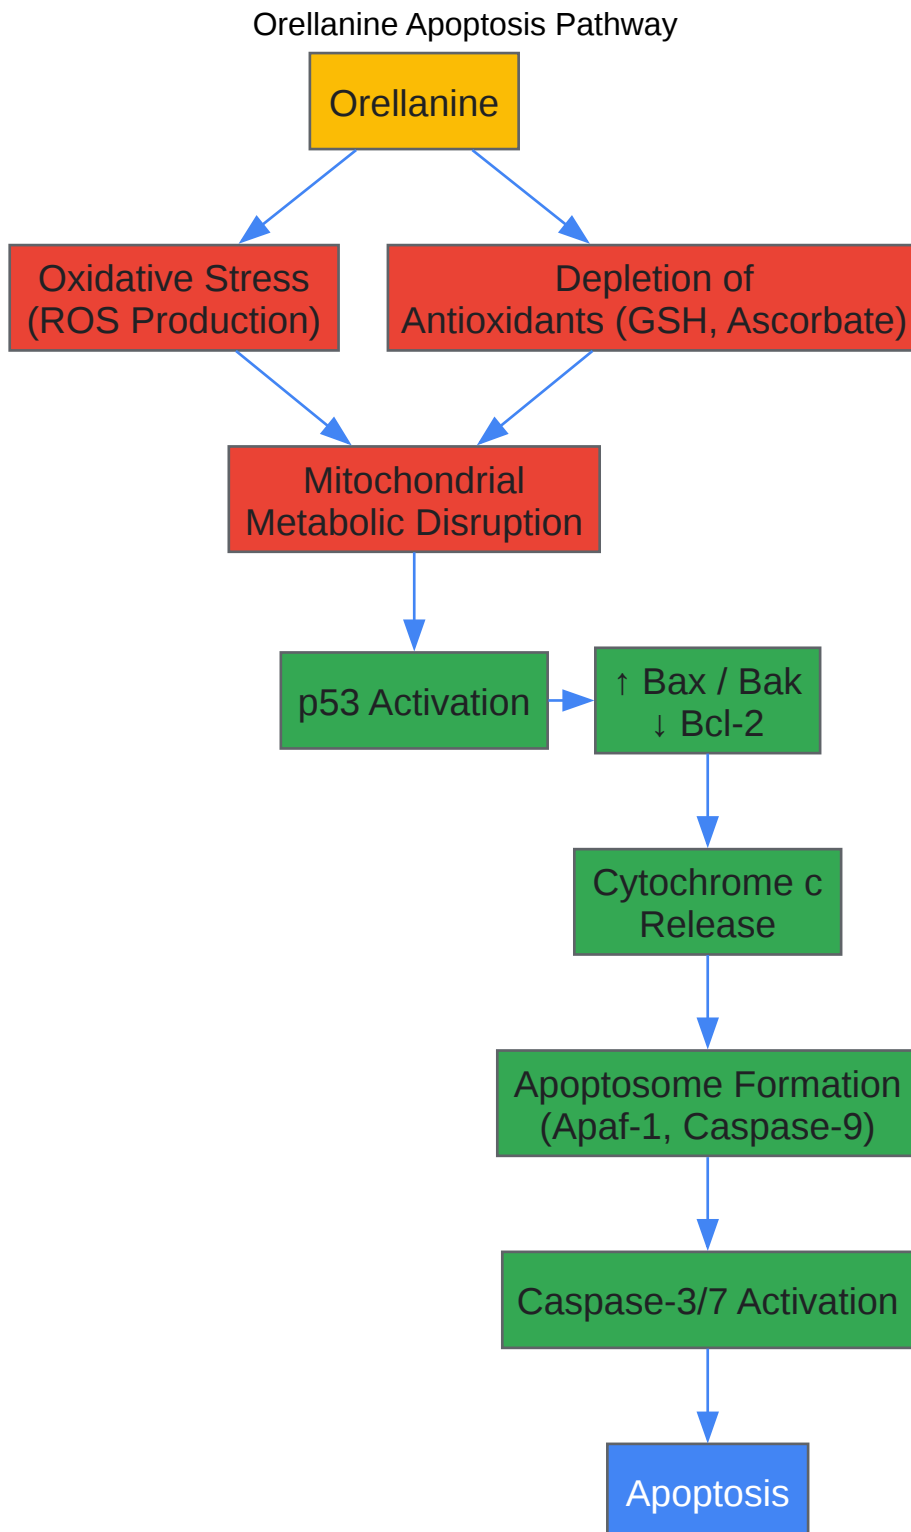 Orellanine Apoptosis Pathway
Orellanine
Oxidative Stress
(ROS Production)
Depletion of
Antioxidants (GSH, Ascorbate)
Mitochondrial
Metabolic Disruption
p53 Activation
↑ Bax / Bak
↓ Bcl-2
Cytochrome c
Release
Apoptosome Formation
(Apaf-1, Caspase-9)
Caspase-3/7 Activation
Apoptosis